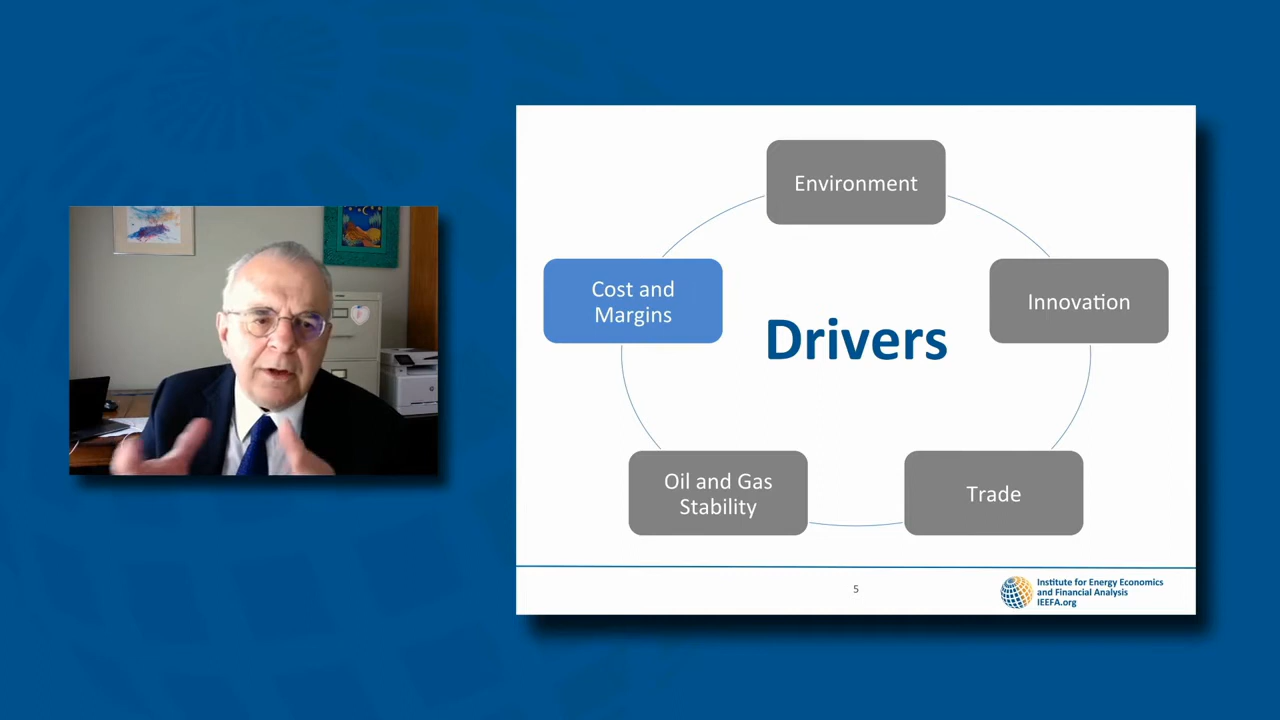 Environment
Cost and
Margins
Innovation
Drivers
Oil and Gas
Stability
Trade
5
Institute for Energy Economics
and Financial Analysis
IEEFA.org